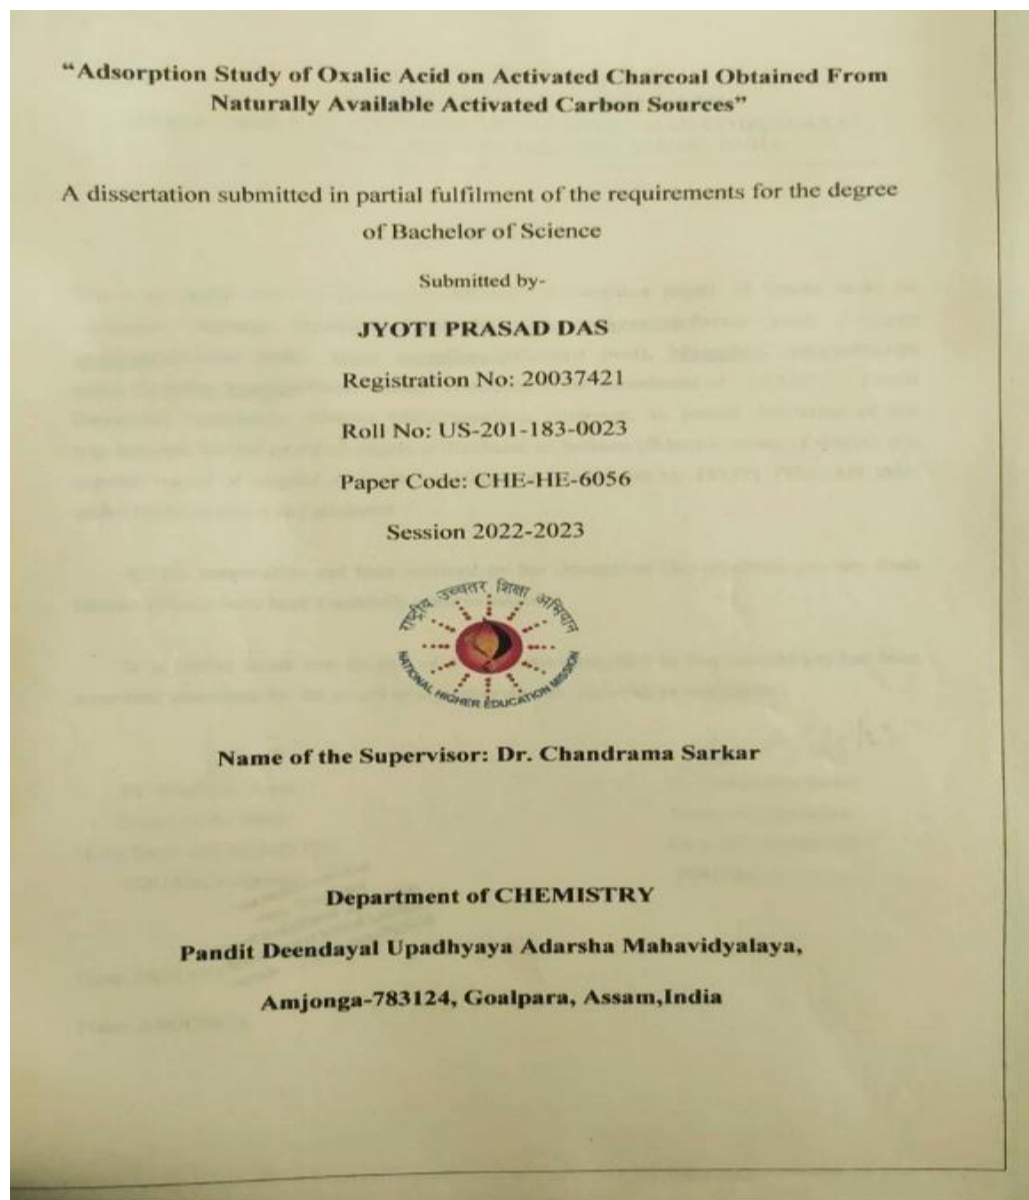 “Adsorption Study of Oxalic Acid on Activated Charcoal Obtained From
Naturally Available Activated Carbon Sources”
A dissertation submitted in partial fulfilment of the requirements for the degree
of Bachelor of Science
Submitted by-
JYOTI PRASAD DAS
Registration No: 20037421
Roll No: US-201-183-0023
Paper Code: CHE-HE-6056
Session 2022-2023
राष्ट्रीय उच्चतर शिक्षा अभियान
NATIONAL HIGHER EDUCATION MISSION
Name of the Supervisor: Dr. Chandrama Sarkar
Department of CHEMISTRY
Pandit Deendayal Upadhyaya Adarsha Mahavidyalaya,
Amjonga-783124, Goalpara, Assam,India